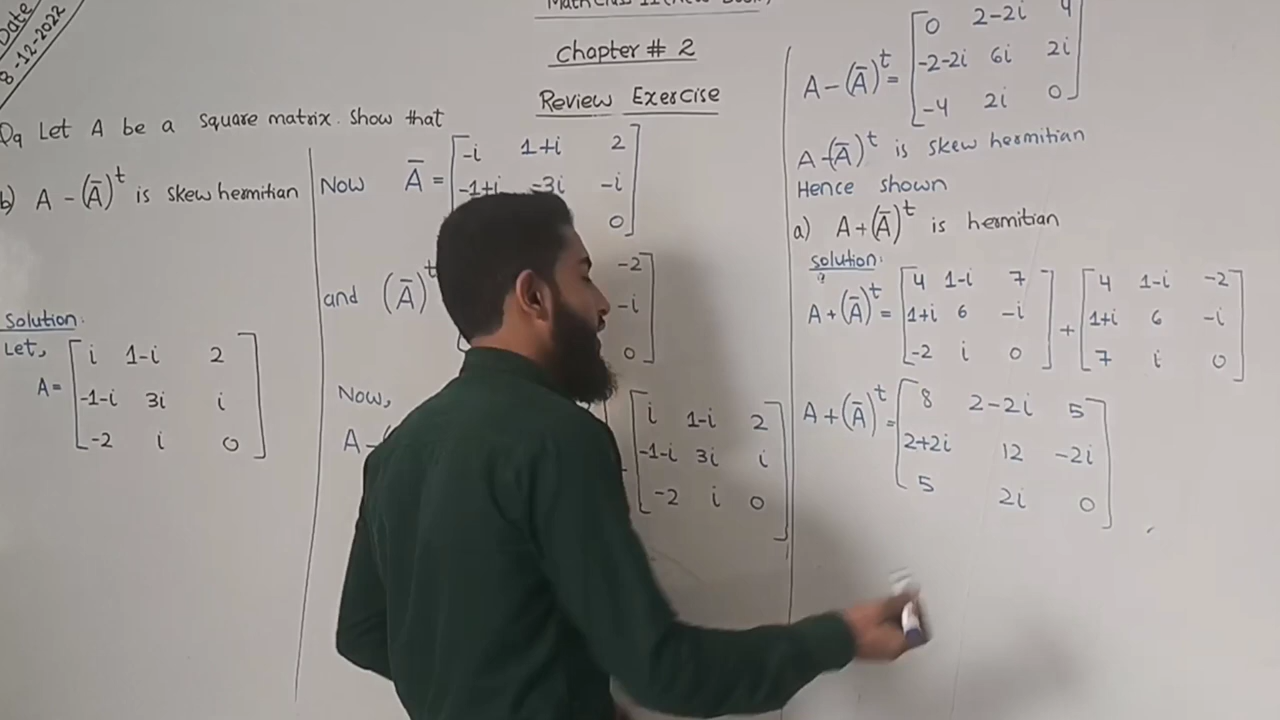 Date
8-12-2022
Chapter # 2
Review Exercise
Q9 Let A be a square matrix. Show that
b) A - (Ā)^t is skew hermitian
Solution.
Let,
A = [ i 1-i 2
-1-i 3i i
-2 i 0 ]
Now Ā = [ -i 1+i 2
-1+i -3i -i
0 ]
and (Ā)^t
-2
-i
0 ]
Now,
A -
[ i 1-i 2
-1-i 3i i
-2 i 0 ]
A - (Ā)^t = [ 0 2-2i 4
-2-2i 6i 2i
-4 2i 0 ]
A - (Ā)^t is skew hermitian
Hence shown
a) A + (Ā)^t is hermitian
solution:
A + (Ā)^t = [ 4 1-i 7
1+i 6 -i
-2 i 0 ] + [ 4 1-i -2
1+i 6 -i
7 i 0 ]
A + (Ā)^t = [ 8 2-2i 5
2+2i 12 -2i
5 2i 0 ]